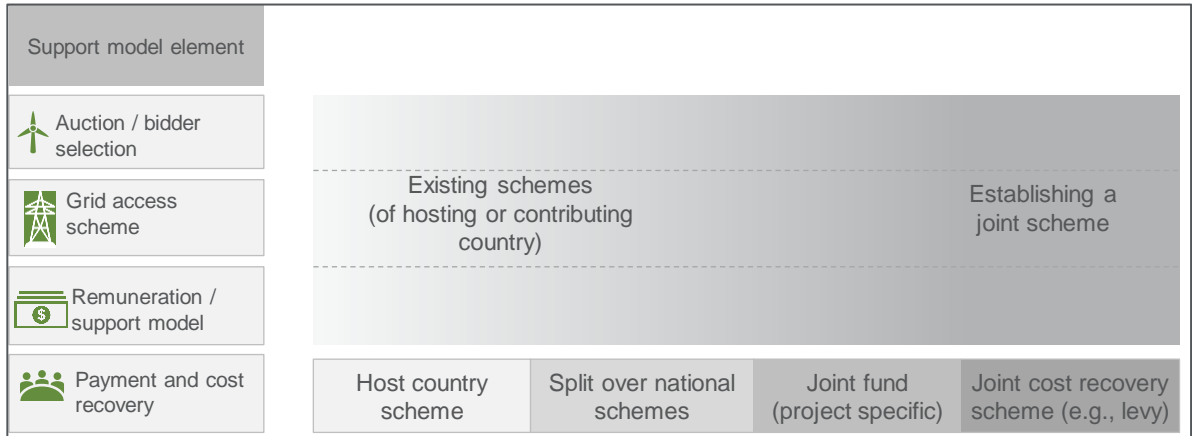 Support model element
Auction / bidder
selection
Grid access
scheme
Existing schemes
(of hosting or contributing
country)
Establishing a
joint scheme
Remuneration /
support model
$
Payment and cost
recovery
Host country
scheme
Split over national
schemes
Joint fund
(project specific)
Joint cost recovery
scheme (e.g., levy)